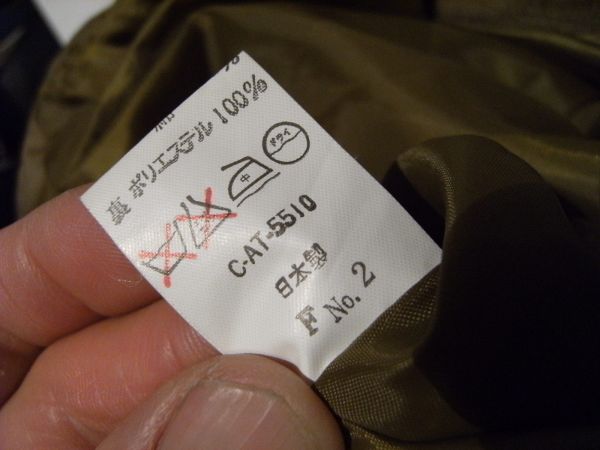 裏 ポリエステル 100%
ドライ
中
C-AT-5510
日本製
F No. 2